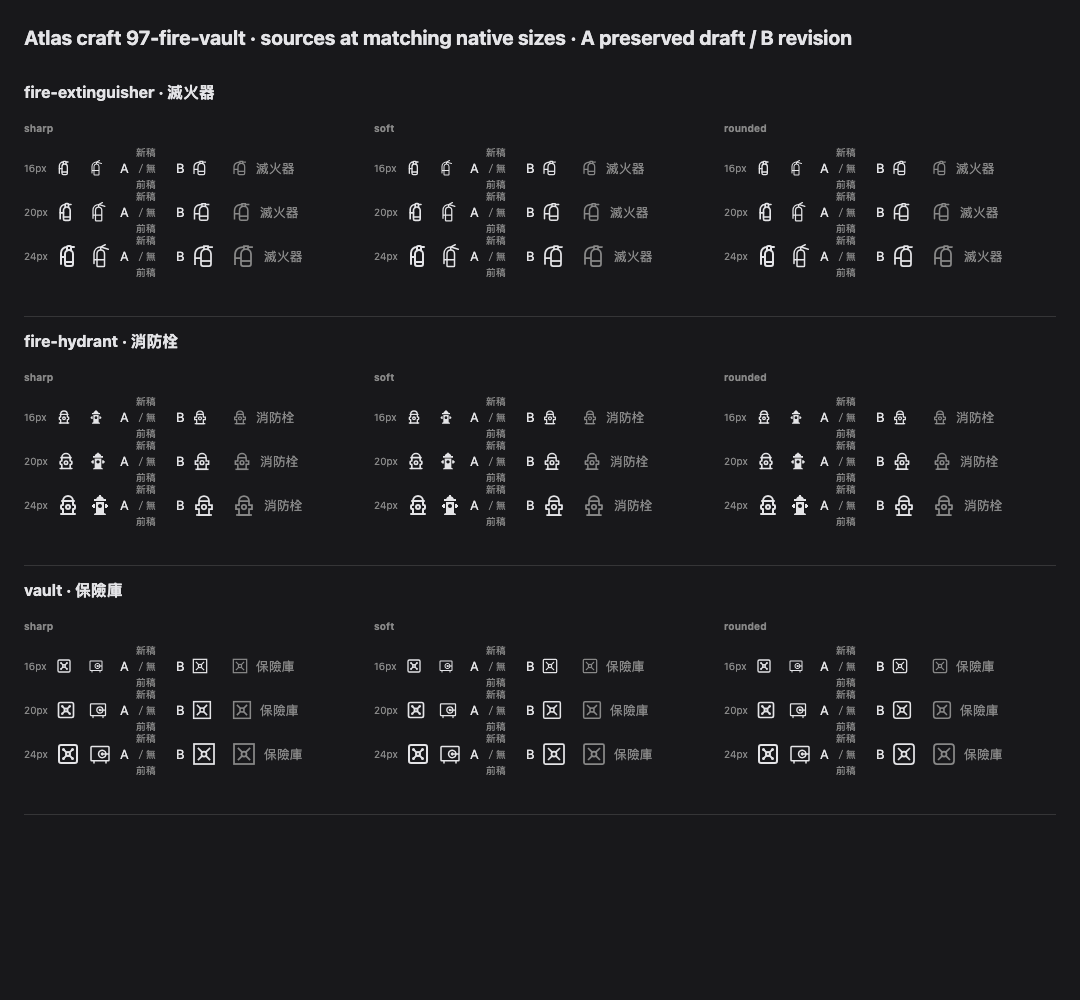 Atlas craft 97-fire-vault · sources at matching native sizes · A preserved draft / B revision
fire-extinguisher · 滅火器
sharp
soft
rounded
16px A 新稿 / 無前稿 B 滅火器
16px A 新稿 / 無前稿 B 滅火器
16px A 新稿 / 無前稿 B 滅火器
20px A 新稿 / 無前稿 B 滅火器
20px A 新稿 / 無前稿 B 滅火器
20px A 新稿 / 無前稿 B 滅火器
24px A 新稿 / 無前稿 B 滅火器
24px A 新稿 / 無前稿 B 滅火器
24px A 新稿 / 無前稿 B 滅火器
fire-hydrant · 消防栓
sharp
soft
rounded
16px A 新稿 / 無前稿 B 消防栓
16px A 新稿 / 無前稿 B 消防栓
16px A 新稿 / 無前稿 B 消防栓
20px A 新稿 / 無前稿 B 消防栓
20px A 新稿 / 無前稿 B 消防栓
20px A 新稿 / 無前稿 B 消防栓
24px A 新稿 / 無前稿 B 消防栓
24px A 新稿 / 無前稿 B 消防栓
24px A 新稿 / 無前稿 B 消防栓
vault · 保險庫
sharp
soft
rounded
16px A 新稿 / 無前稿 B 保險庫
16px A 新稿 / 無前稿 B 保險庫
16px A 新稿 / 無前稿 B 保險庫
20px A 新稿 / 無前稿 B 保險庫
20px A 新稿 / 無前稿 B 保險庫
20px A 新稿 / 無前稿 B 保險庫
24px A 新稿 / 無前稿 B 保險庫
24px A 新稿 / 無前稿 B 保險庫
24px A 新稿 / 無前稿 B 保險庫